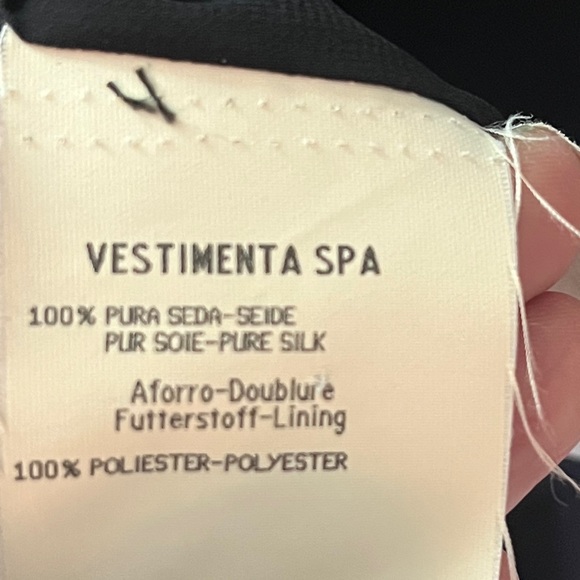 VESTIMENTA SPA
100% PURA SEDA-SEIDE
PUR SOIE-PURE SILK
Aforro-Doublure
Futterstoff-Lining
100% POLIESTER-POLYESTER